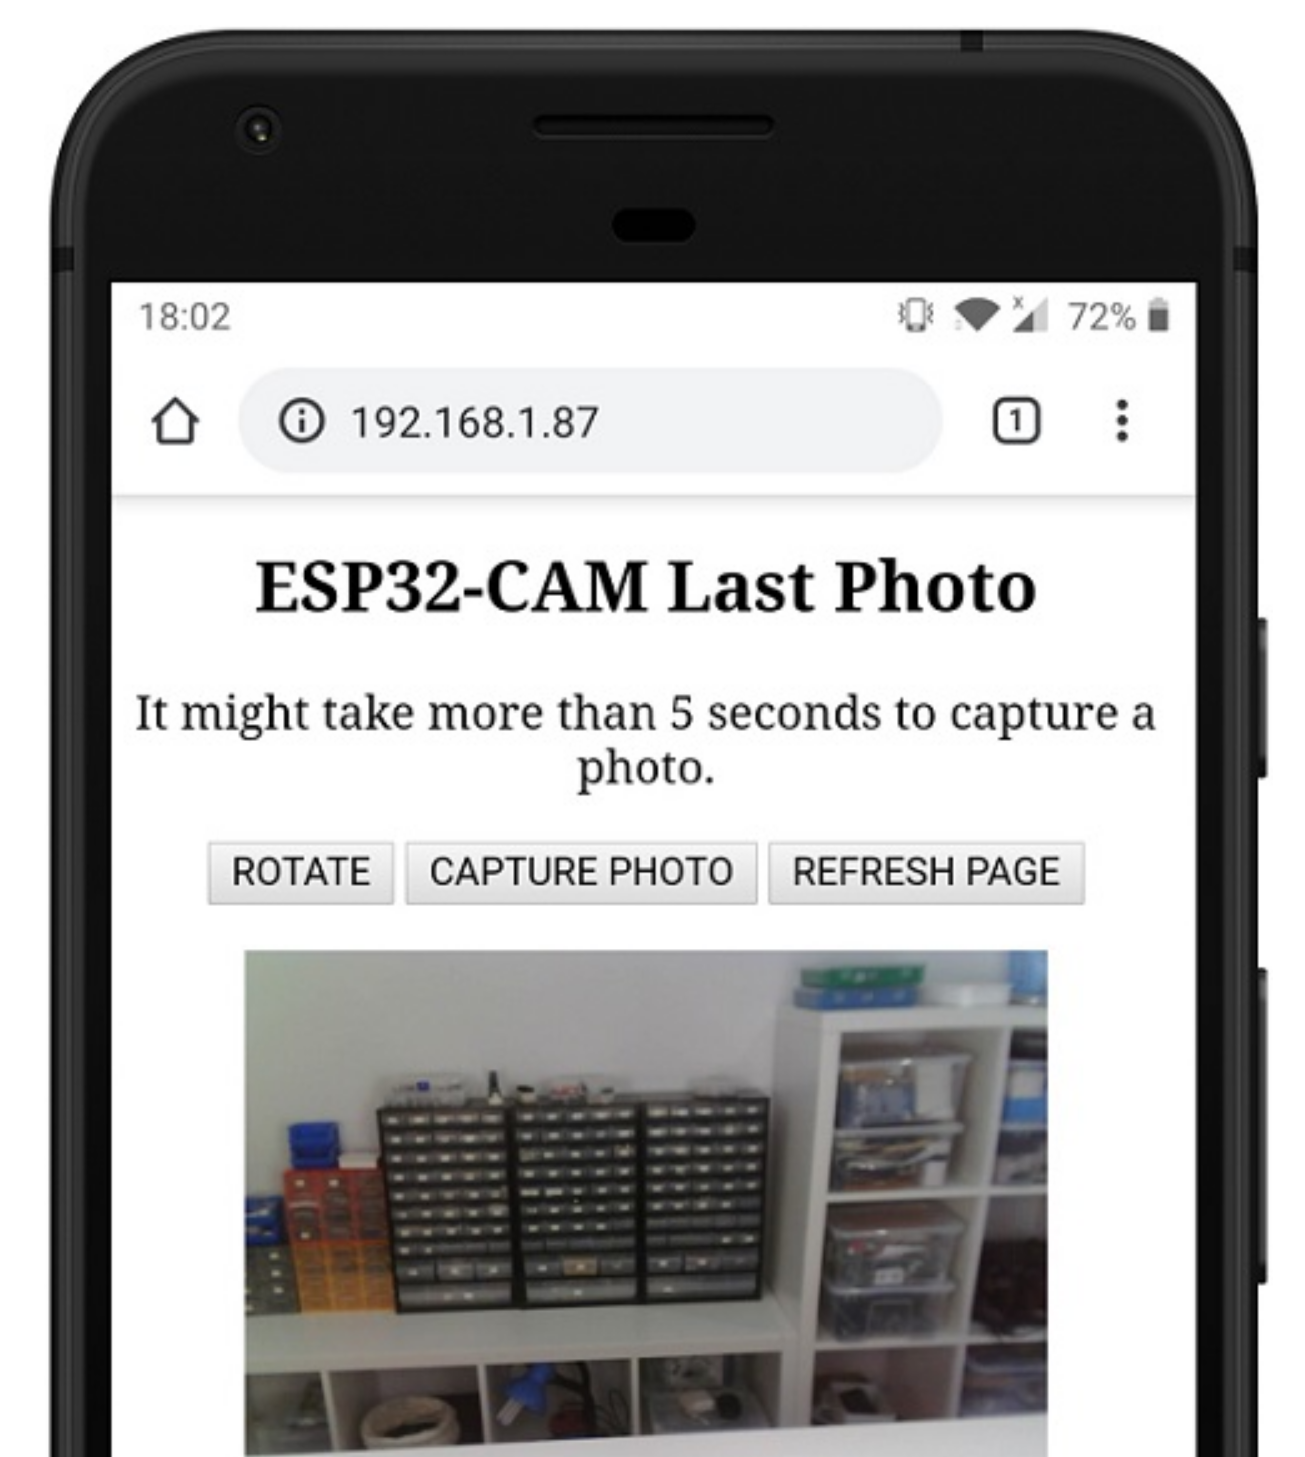 18:02
72%
192.168.1.87
1
ESP32-CAM Last Photo
It might take more than 5 seconds to capture a
photo.
ROTATE CAPTURE PHOTO REFRESH PAGE